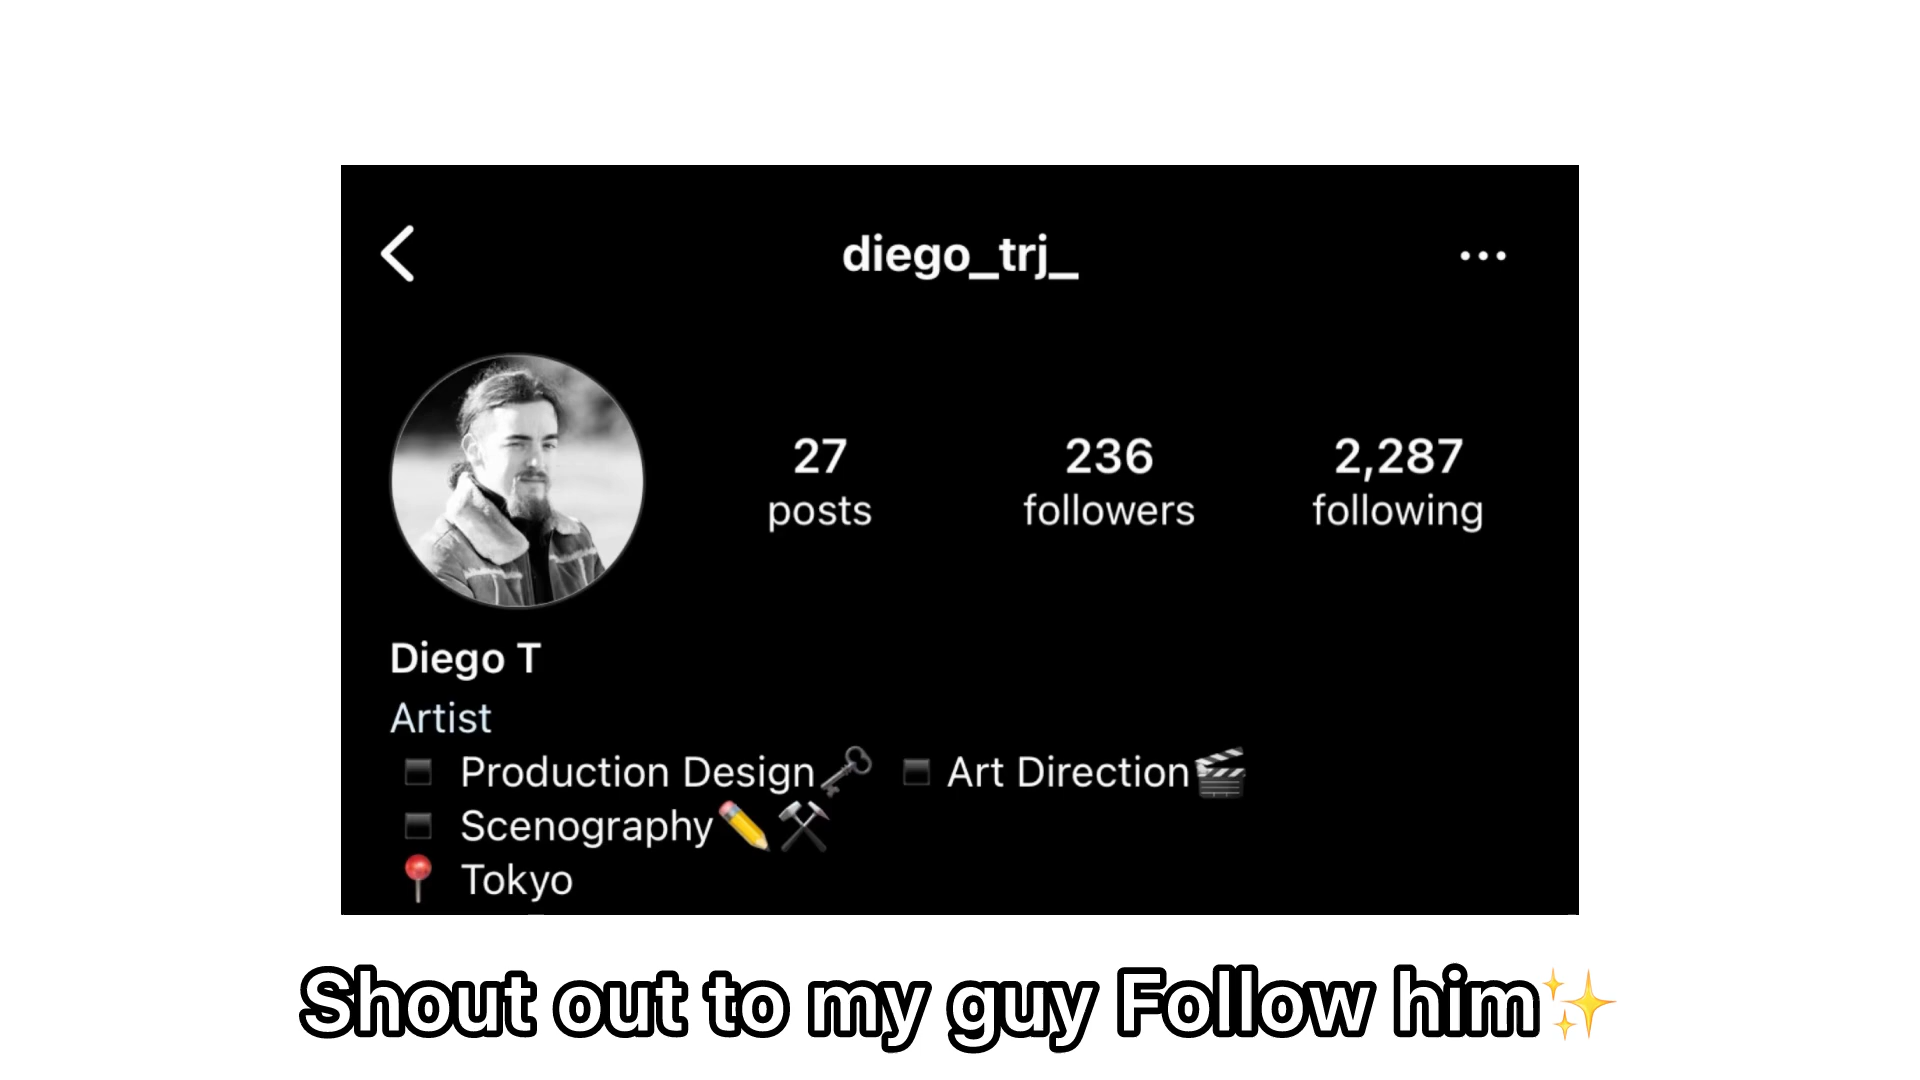 diego_trj_
27 236 2,287
posts followers following
Diego T
Artist
◾ Production Design🗝 ◾Art Direction🎬
◾ Scenography✏️⚒
📍 Tokyo
Shout out to my guy Follow him✨